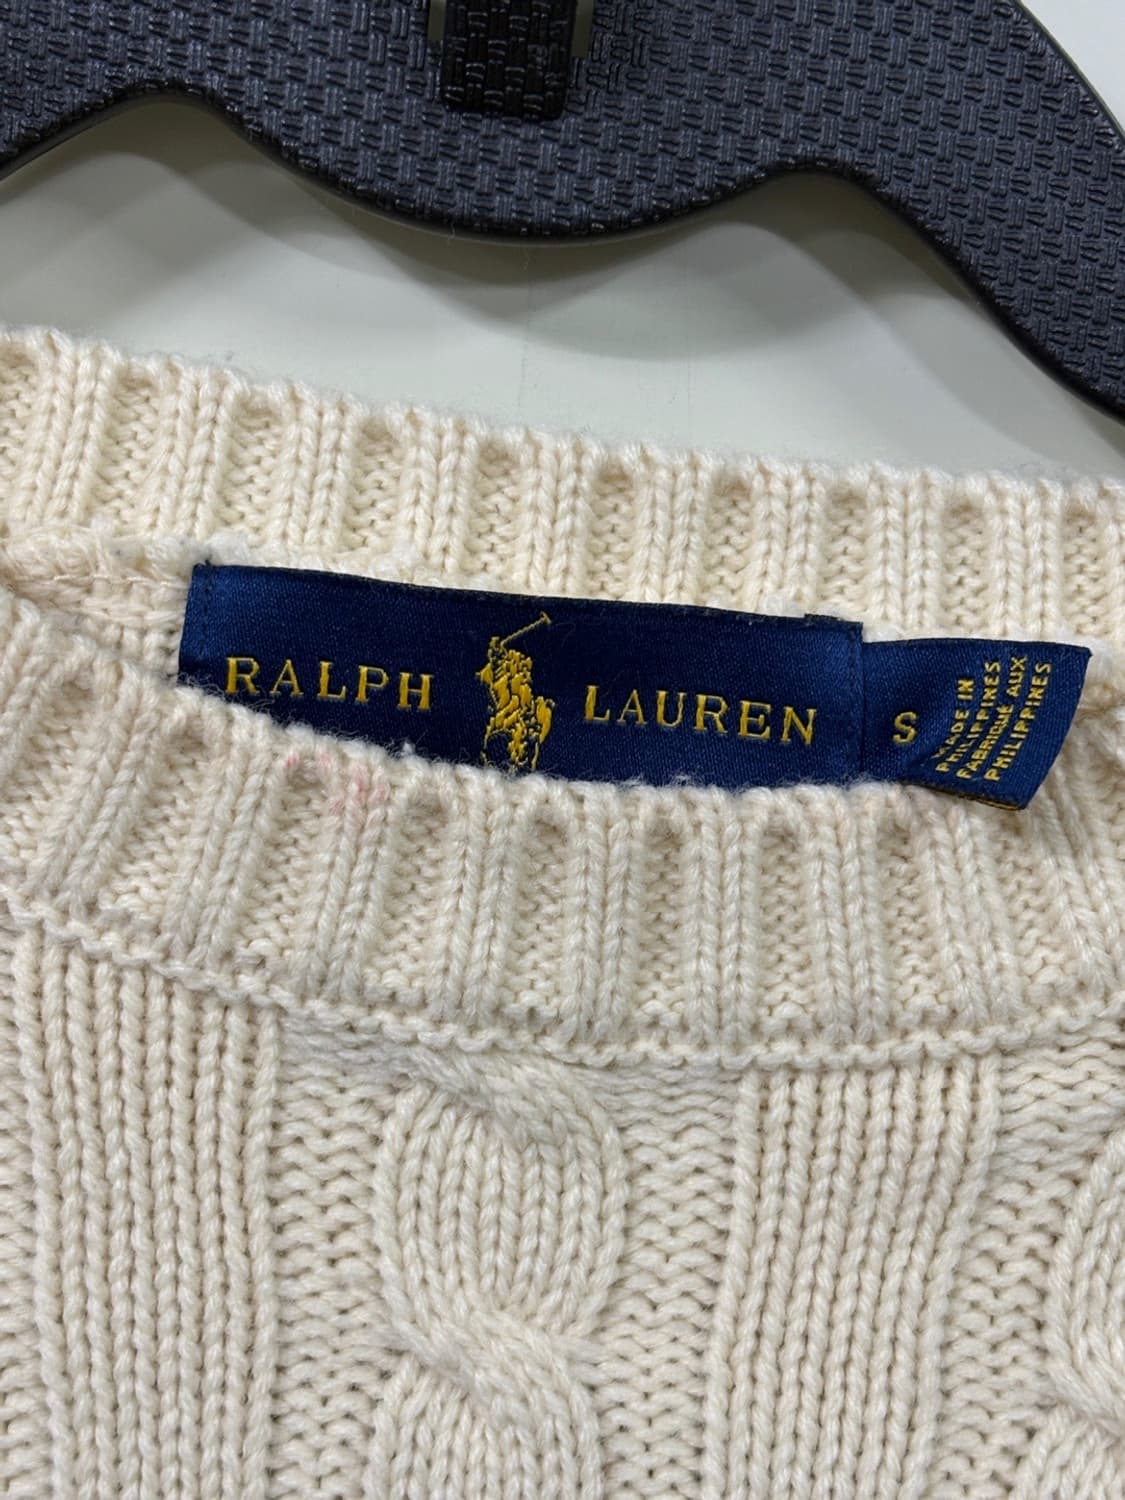 RALPH LAUREN
S
MADE IN
PHILIPPINES
FABRIQUÉ AUX
PHILIPPINES